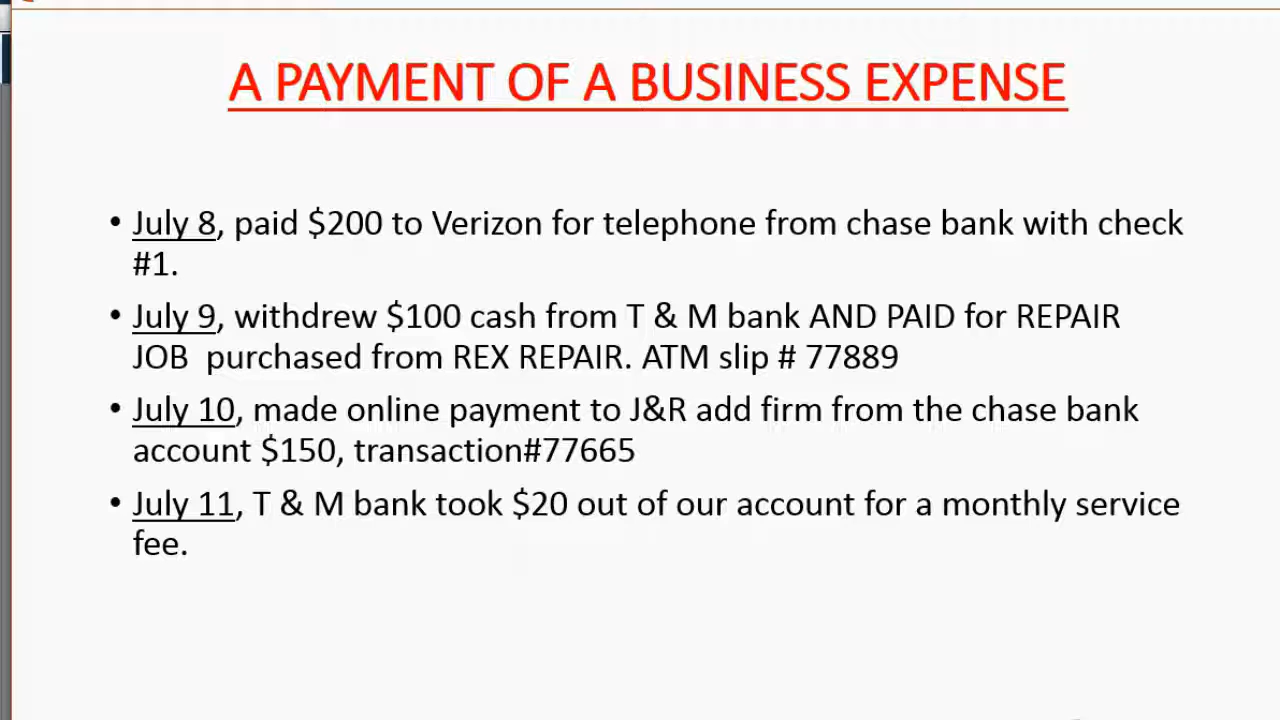 A PAYMENT OF A BUSINESS EXPENSE
• July 8, paid $200 to Verizon for telephone from chase bank with check
#1.
• July 9, withdrew $100 cash from T & M bank AND PAID for REPAIR
JOB  purchased from REX REPAIR. ATM slip # 77889
• July 10, made online payment to J&R add firm from the chase bank
account $150, transaction#77665
• July 11, T & M bank took $20 out of our account for a monthly service
fee.